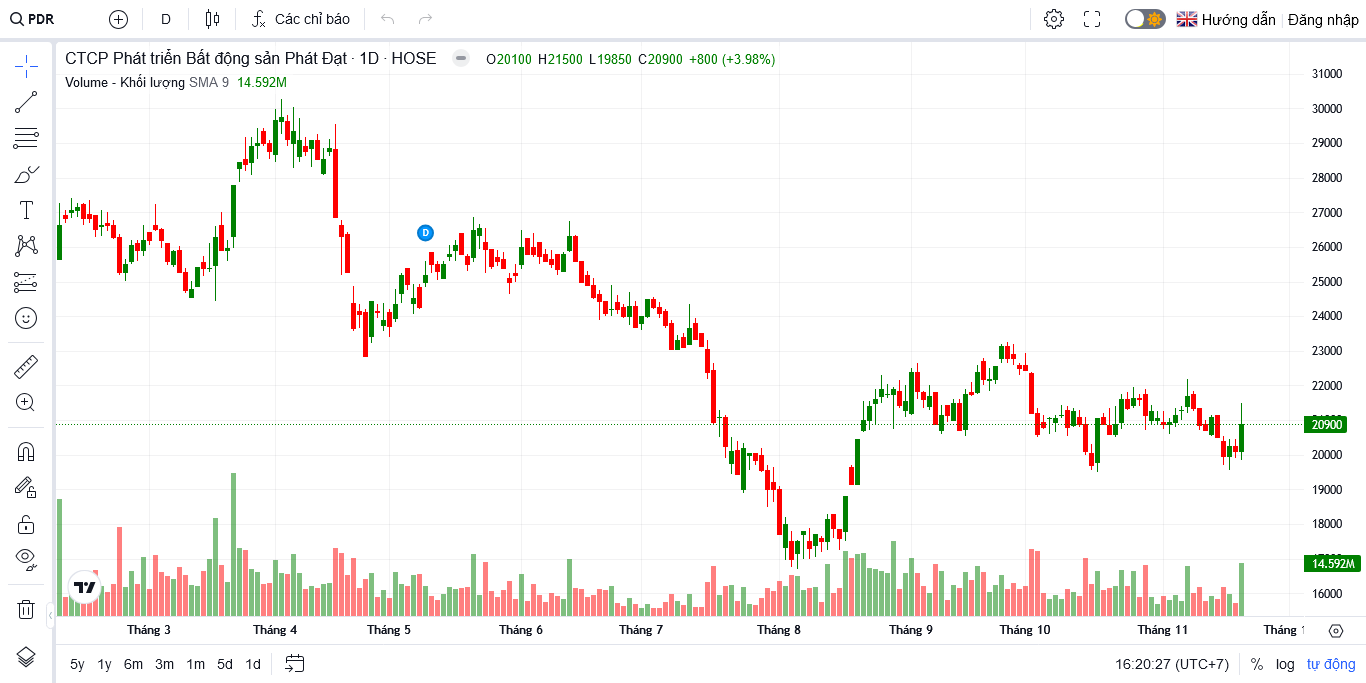 PDR D Các chỉ báo Hướng dẫn Đăng nhập
CTCP Phát triển Bất động sản Phát Đạt · 1D · HOSE O20100 H21500 L19850 C20900 +800 (+3.98%)
Volume - Khối lượng SMA 9 14.592M
D
31000
30000
29000
28000
27000
26000
25000
24000
23000
22000
20900
20000
19000
18000
14.592M
16000
Tháng 3 Tháng 4 Tháng 5 Tháng 6 Tháng 7 Tháng 8 Tháng 9 Tháng 10 Tháng 11 Tháng 1
5y 1y 6m 3m 1m 5d 1d 16:20:27 (UTC+7) % log tự động